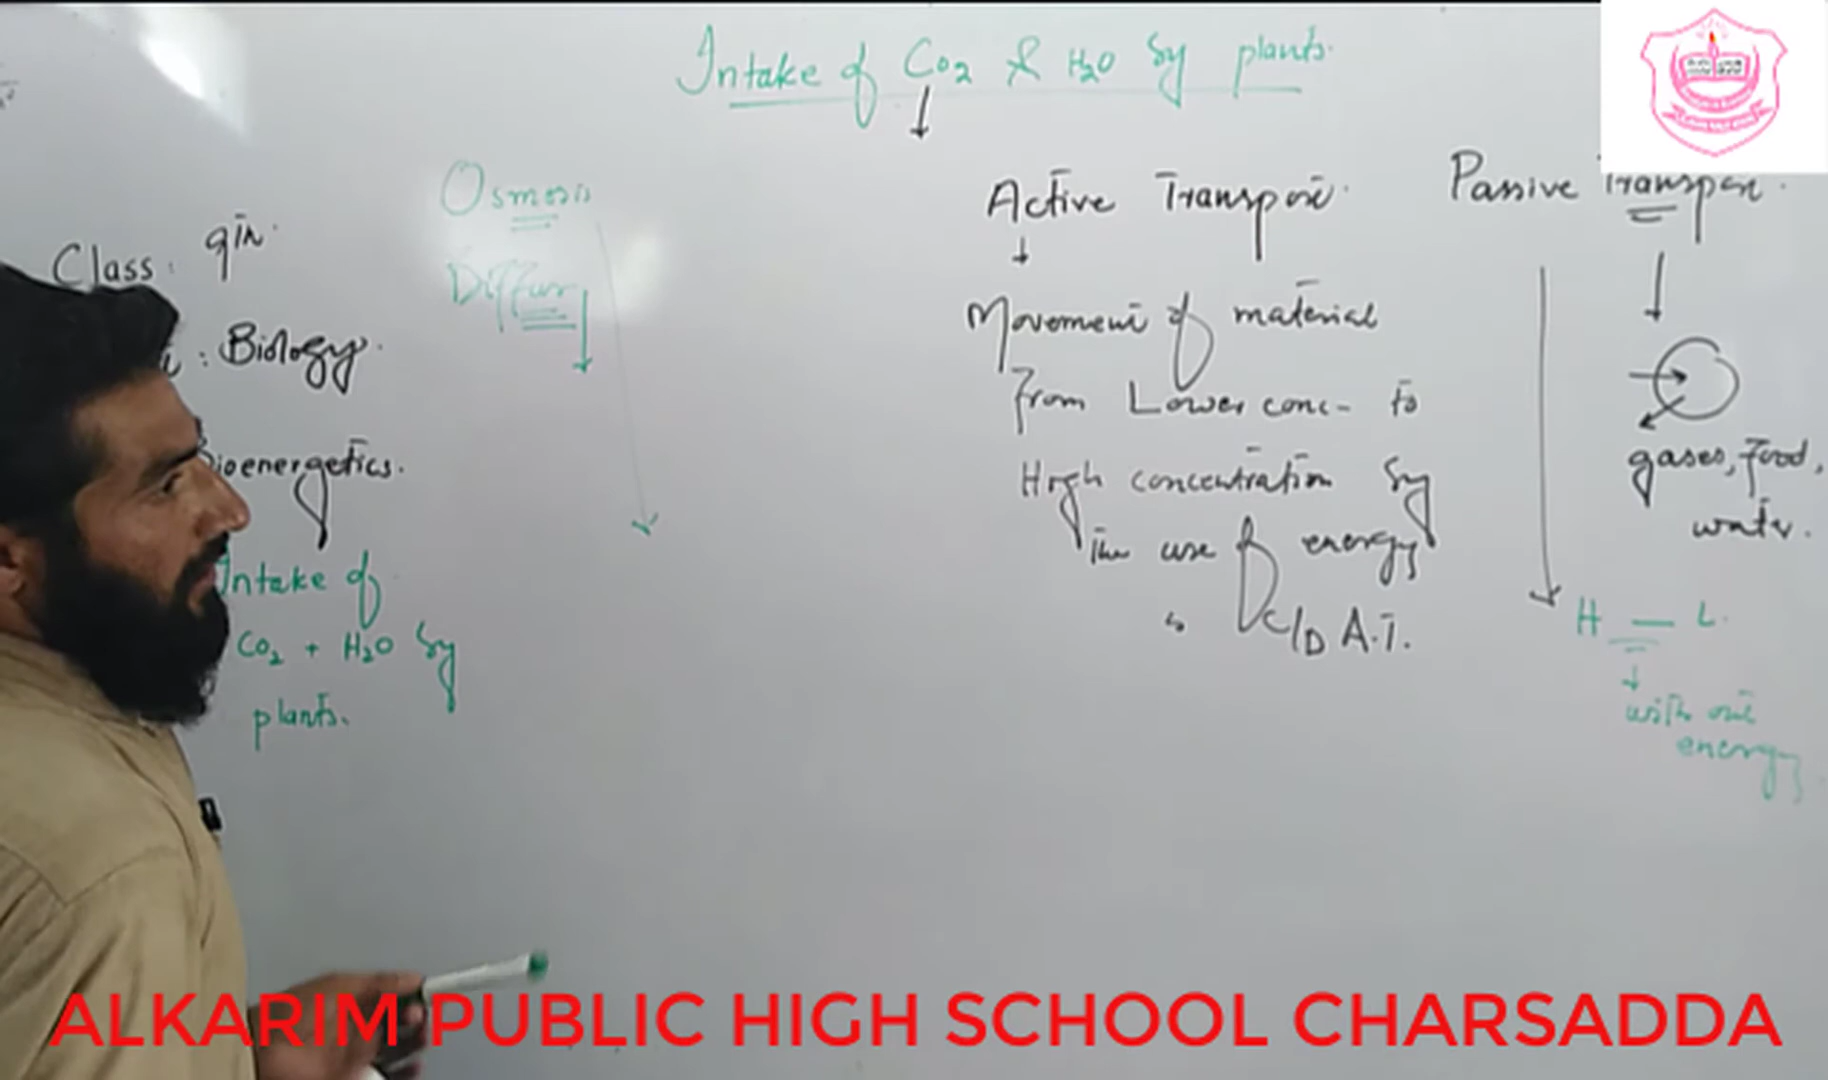 Intake of Co2 & H2O by plants.
Class: 9th.
: Biology.
Bioenergetics.
Intake of
Co2 + H2O by
plants.
Osmosis
Diffus
Active Transport.
Movement of material
From Lower conc- to
High concentration by
the use of energy
is C/D A.T.
Passive Transport.
gases, food,
water.
H — L.
with out
energy
ALKARIM PUBLIC HIGH SCHOOL CHARSADDA